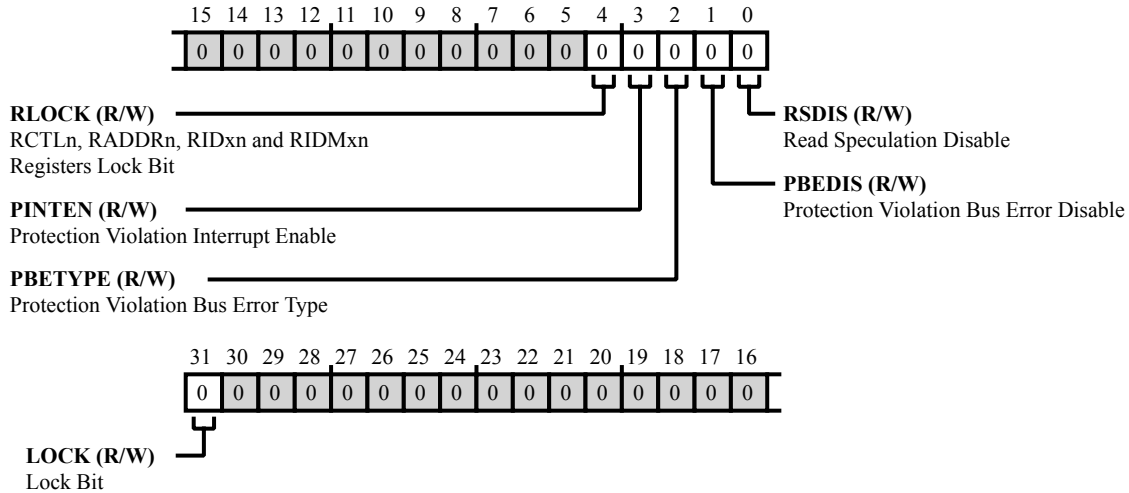 15 14 13 12 11 10 9 8 7 6 5 4 3 2 1 0
0 0 0 0 0 0 0 0 0 0 0 0 0 0 0 0
RLOCK (R/W)
RCTLn, RADDRn, RIDxn and RIDMxn
Registers Lock Bit
RSDIS (R/W)
Read Speculation Disable
PINTEN (R/W)
Protection Violation Interrupt Enable
PBEDIS (R/W)
Protection Violation Bus Error Disable
PBETYPE (R/W)
Protection Violation Bus Error Type
31 30 29 28 27 26 25 24 23 22 21 20 19 18 17 16
0 0 0 0 0 0 0 0 0 0 0 0 0 0 0 0
LOCK (R/W)
Lock Bit